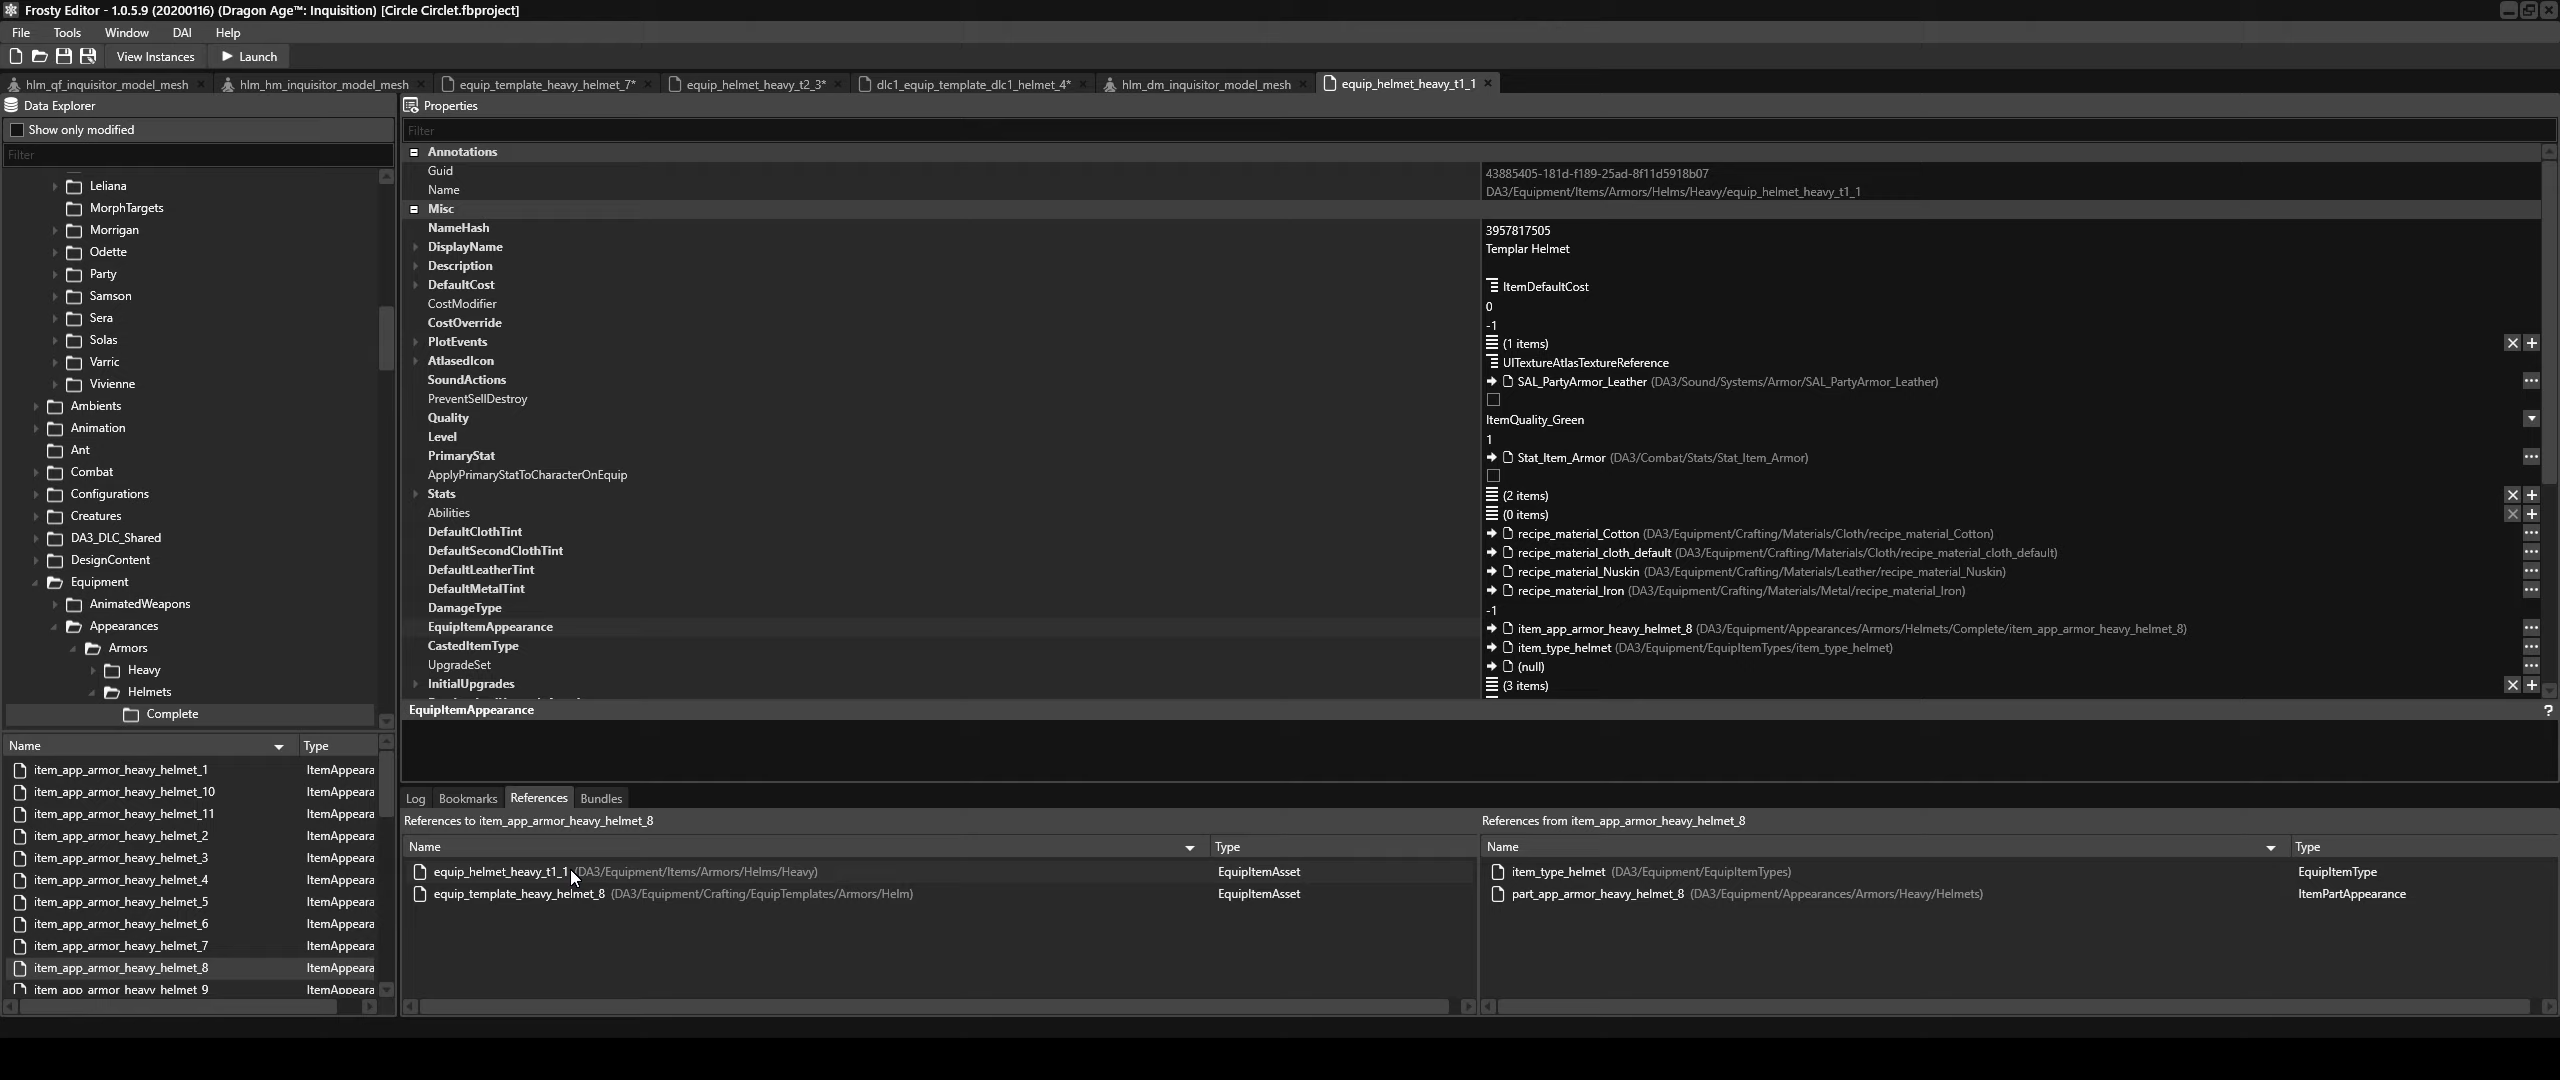 Frosty Editor - 1.0.5.9 (20200116) (Dragon Age™: Inquisition) [Circle Circlet.fbproject]
File Tools Window DAI Help
View Instances Launch
hlm_qf_inquisitor_model_mesh hlm_hm_inquisitor_model_mesh equip_template_heavy_helmet_7* equip_helmet_heavy_t2_3* dlc1_equip_template_dlc1_helmet_4* hlm_dm_inquisitor_model_mesh equip_helmet_heavy_t1_1
Data Explorer
Show only modified
Filter
Leliana
MorphTargets
Morrigan
Odette
Party
Samson
Sera
Solas
Varric
Vivienne
Ambients
Animation
Ant
Combat
Configurations
Creatures
DA3_DLC_Shared
DesignContent
Equipment
AnimatedWeapons
Appearances
Armors
Heavy
Helmets
Complete
Name Type
item_app_armor_heavy_helmet_1 ItemAppeara
item_app_armor_heavy_helmet_10 ItemAppeara
item_app_armor_heavy_helmet_11 ItemAppeara
item_app_armor_heavy_helmet_2 ItemAppeara
item_app_armor_heavy_helmet_3 ItemAppeara
item_app_armor_heavy_helmet_4 ItemAppeara
item_app_armor_heavy_helmet_5 ItemAppeara
item_app_armor_heavy_helmet_6 ItemAppeara
item_app_armor_heavy_helmet_7 ItemAppeara
item_app_armor_heavy_helmet_8 ItemAppeara
item_app_armor_heavy_helmet_9 ItemAppeara
Properties
Filter
Annotations
Guid 43885405-181d-f189-25ad-8f11d5918b07
Name DA3/Equipment/Items/Armors/Helms/Heavy/equip_helmet_heavy_t1_1
Misc
NameHash 3957817505
DisplayName Templar Helmet
Description
DefaultCost ItemDefaultCost
CostModifier 0
CostOverride -1
PlotEvents (1 items)
AtlasedIcon UITextureAtlasTextureReference
SoundActions SAL_PartyArmor_Leather (DA3/Sound/Systems/Armor/SAL_PartyArmor_Leather)
PreventSellDestroy
Quality ItemQuality_Green
Level 1
PrimaryStat Stat_Item_Armor (DA3/Combat/Stats/Stat_Item_Armor)
ApplyPrimaryStatToCharacterOnEquip
Stats (2 items)
Abilities (0 items)
DefaultClothTint recipe_material_Cotton (DA3/Equipment/Crafting/Materials/Cloth/recipe_material_Cotton)
DefaultSecondClothTint recipe_material_cloth_default (DA3/Equipment/Crafting/Materials/Cloth/recipe_material_cloth_default)
DefaultLeatherTint recipe_material_Nuskin (DA3/Equipment/Crafting/Materials/Leather/recipe_material_Nuskin)
DefaultMetalTint recipe_material_Iron (DA3/Equipment/Crafting/Materials/Metal/recipe_material_Iron)
DamageType -1
EquipItemAppearance item_app_armor_heavy_helmet_8 (DA3/Equipment/Appearances/Armors/Helmets/Complete/item_app_armor_heavy_helmet_8)
CastedItemType item_type_helmet (DA3/Equipment/EquipItemTypes/item_type_helmet)
UpgradeSet (null)
InitialUpgrades (3 items)
EquipItemAppearance ?
Log Bookmarks References Bundles
References to item_app_armor_heavy_helmet_8
Name Type
equip_helmet_heavy_t1_1 (DA3/Equipment/Items/Armors/Helms/Heavy) EquipItemAsset
equip_template_heavy_helmet_8 (DA3/Equipment/Crafting/EquipTemplates/Armors/Helm) EquipItemAsset
References from item_app_armor_heavy_helmet_8
Name Type
item_type_helmet (DA3/Equipment/EquipItemTypes) EquipItemType
part_app_armor_heavy_helmet_8 (DA3/Equipment/Appearances/Armors/Heavy/Helmets) ItemPartAppearance